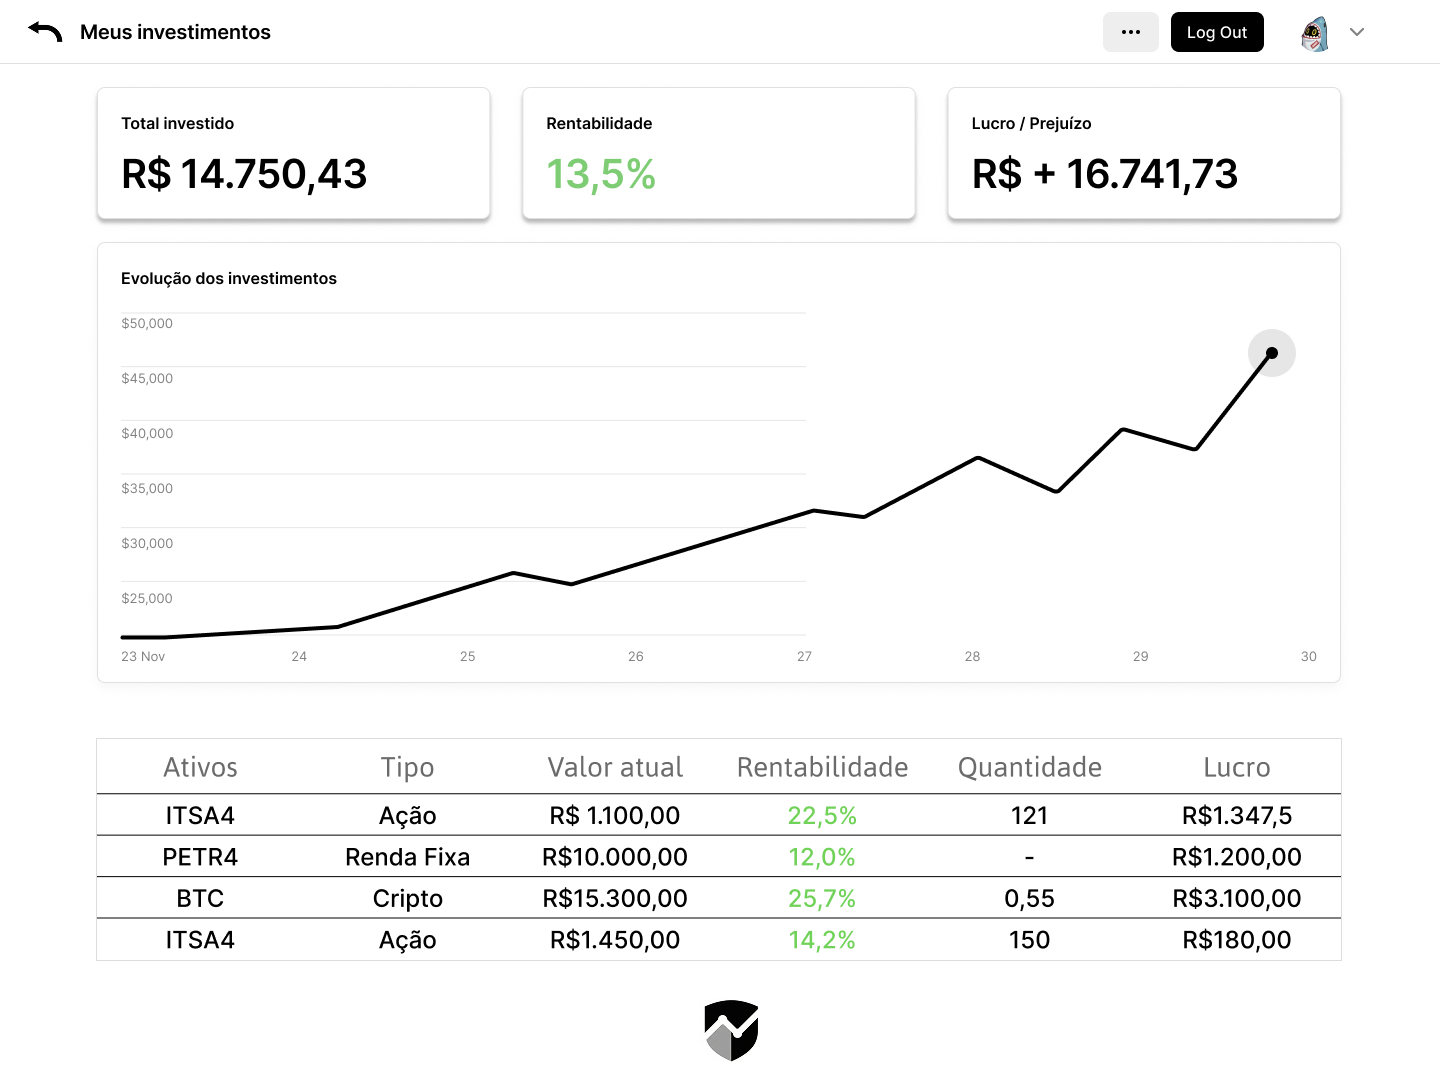 Meus investimentos
Log Out
Total investido
R$ 14.750,43
Rentabilidade
13,5%
Lucro / Prejuízo
R$ + 16.741,73
Evolução dos investimentos
$50,000
$45,000
$40,000
$35,000
$30,000
$25,000
23 Nov 24 25 26 27 28 29 30
Ativos Tipo Valor atual Rentabilidade Quantidade Lucro
ITSA4 Ação R$ 1.100,00 22,5% 121 R$1.347,5
PETR4 Renda Fixa R$10.000,00 12,0% - R$1.200,00
BTC Cripto R$15.300,00 25,7% 0,55 R$3.100,00
ITSA4 Ação R$1.450,00 14,2% 150 R$180,00